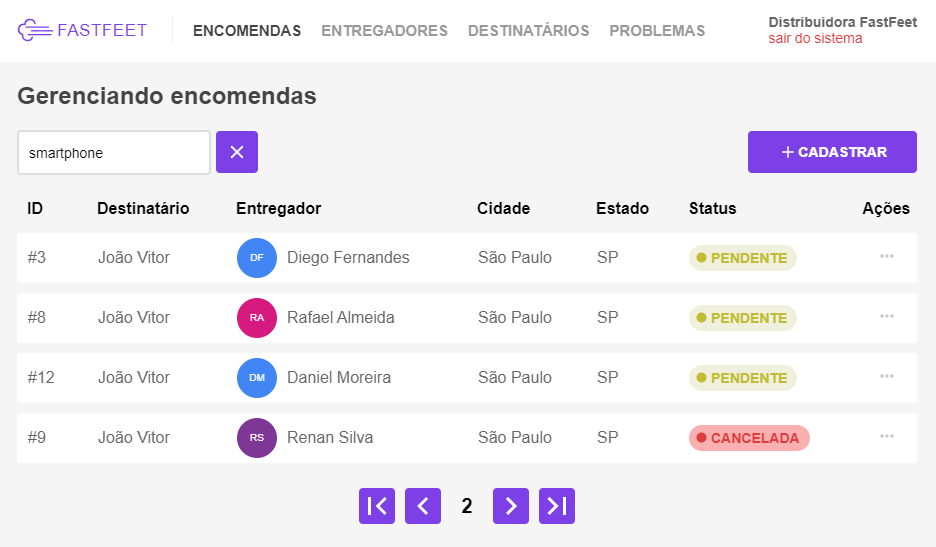 FASTFEET ENCOMENDAS ENTREGADORES DESTINATÁRIOS PROBLEMAS Distribuidora FastFeet
sair do sistema
Gerenciando encomendas
smartphone CADASTRAR
ID Destinatário Entregador Cidade Estado Status Ações
#3 João Vitor DF Diego Fernandes São Paulo SP PENDENTE
#8 João Vitor RA Rafael Almeida São Paulo SP PENDENTE
#12 João Vitor DM Daniel Moreira São Paulo SP PENDENTE
#9 João Vitor RS Renan Silva São Paulo SP CANCELADA
2